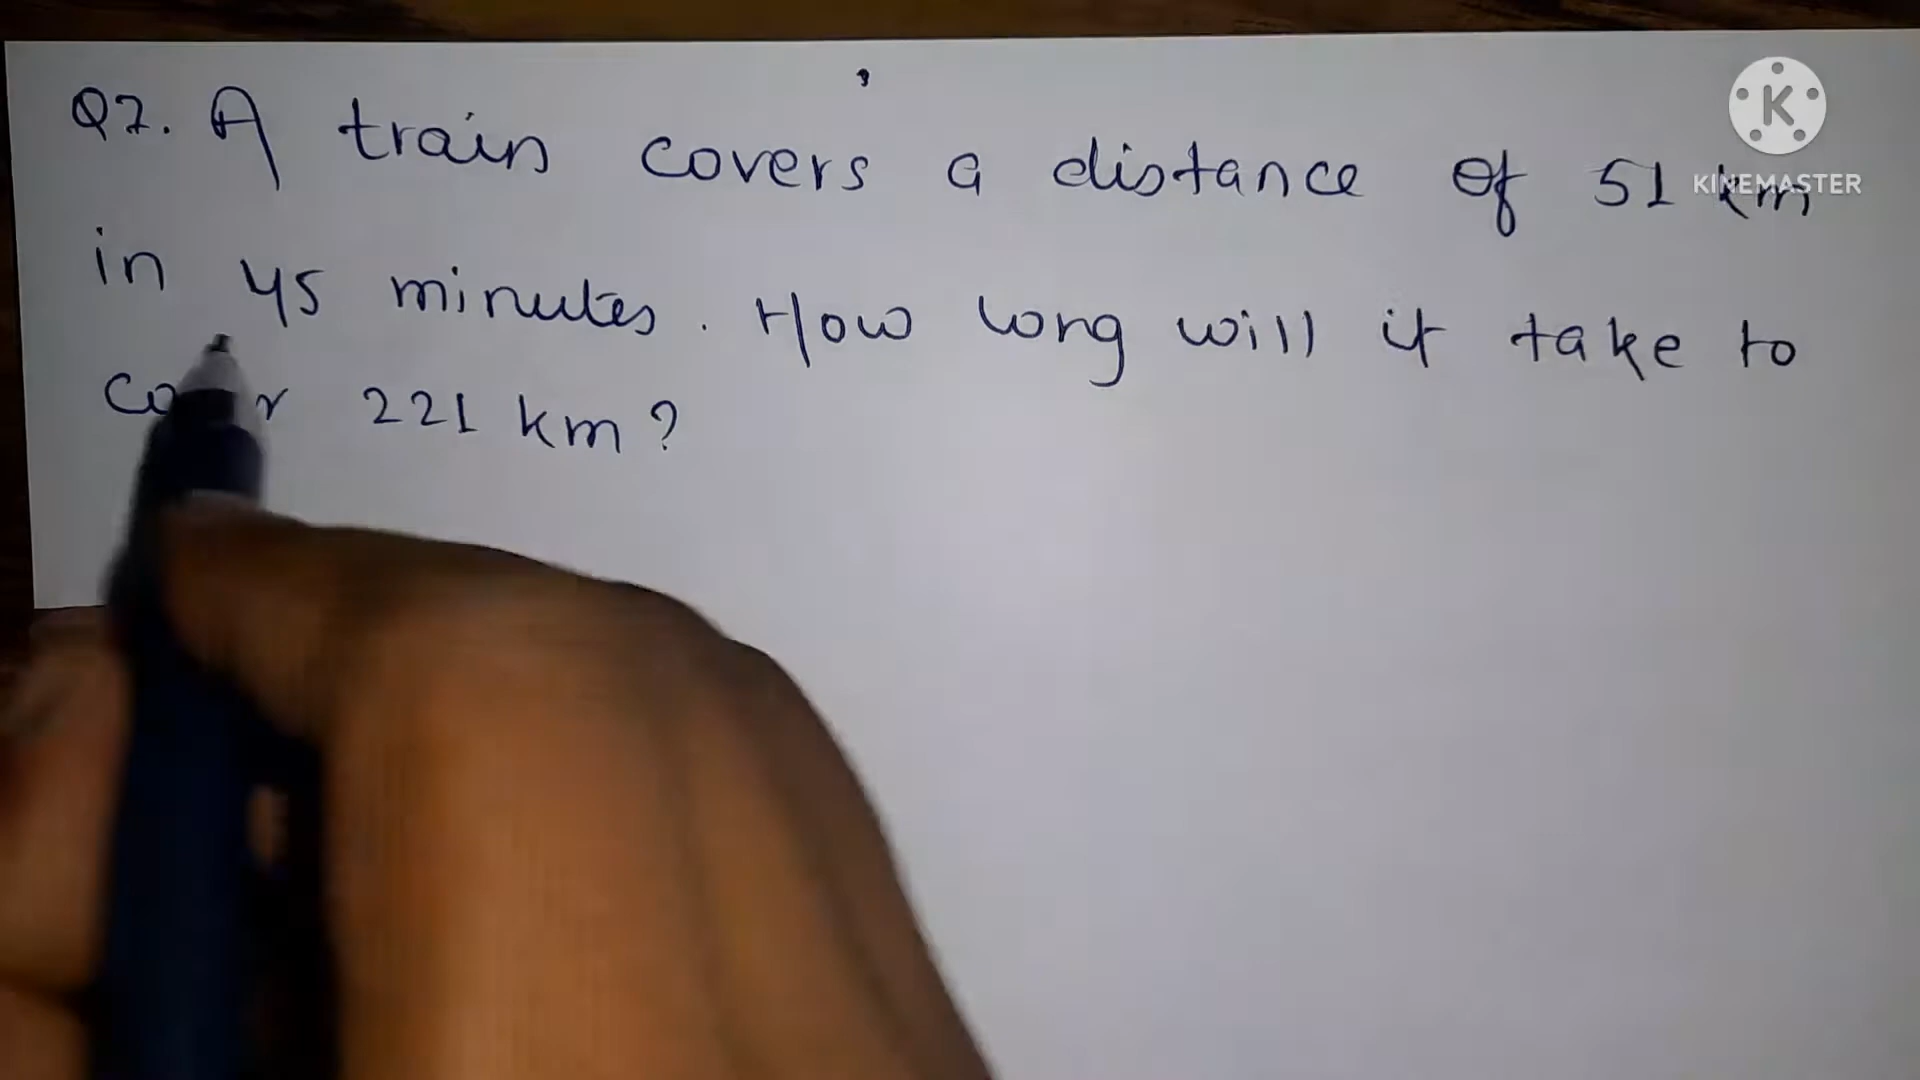 Q7. A train covers a distance of 51 km
in 45 minutes. How long will it take to
221 km?
K
KINEMASTER